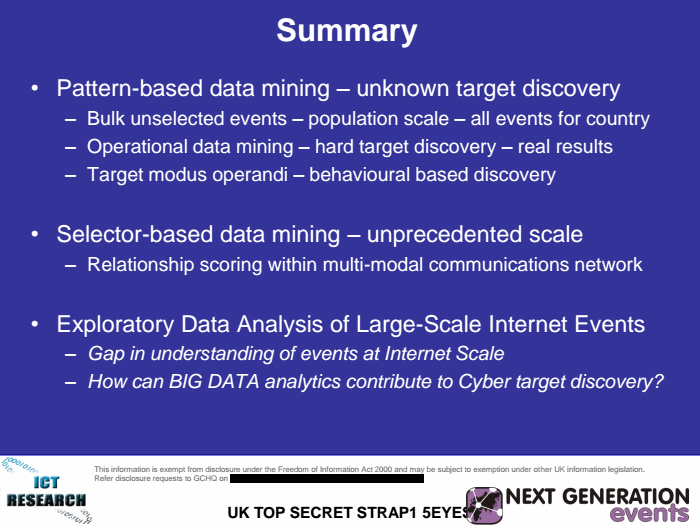 Summary
• Pattern-based data mining – unknown target discovery
– Bulk unselected events – population scale – all events for country
– Operational data mining – hard target discovery – real results
– Target modus operandi – behavioural based discovery
• Selector-based data mining – unprecedented scale
– Relationship scoring within multi-modal communications network
• Exploratory Data Analysis of Large-Scale Internet Events
– Gap in understanding of events at Internet Scale
– How can BIG DATA analytics contribute to Cyber target discovery?
This information is exempt from disclosure under the Freedom of Information Act 2000 and may be subject to exemption under other UK information legislation.
Refer disclosure requests to GCHQ on
ICT
RESEARCH
UK TOP SECRET STRAP1 5EYES
NEXT GENERATION
events